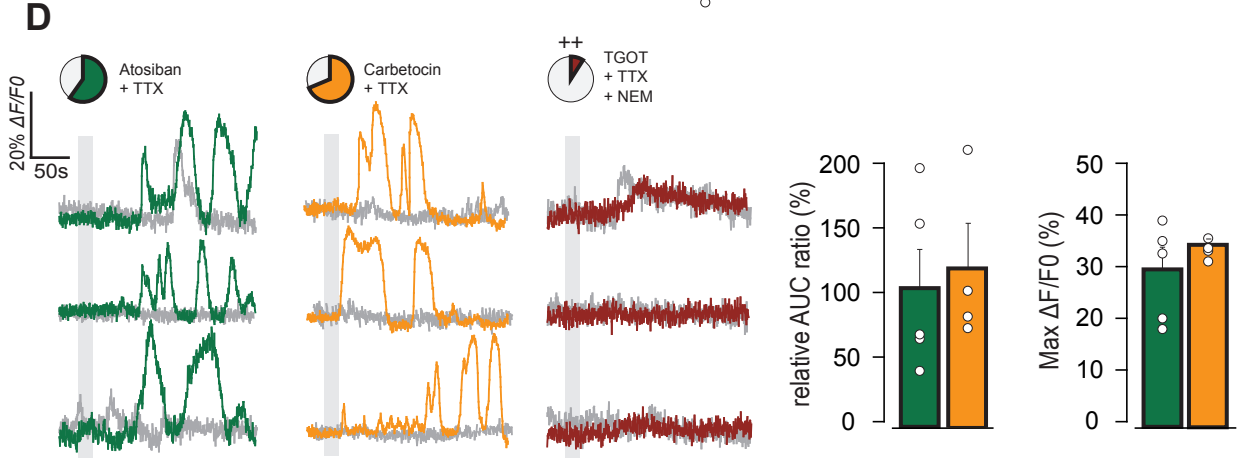 D
Atosiban
+ TTX
Carbetocin
+ TTX
++
TGOT
+ TTX
+ NEM
20% ΔF/F0
50s
relative AUC ratio (%)
200
150
100
50
0
Max ΔF/F0 (%)
50
40
30
20
10
0